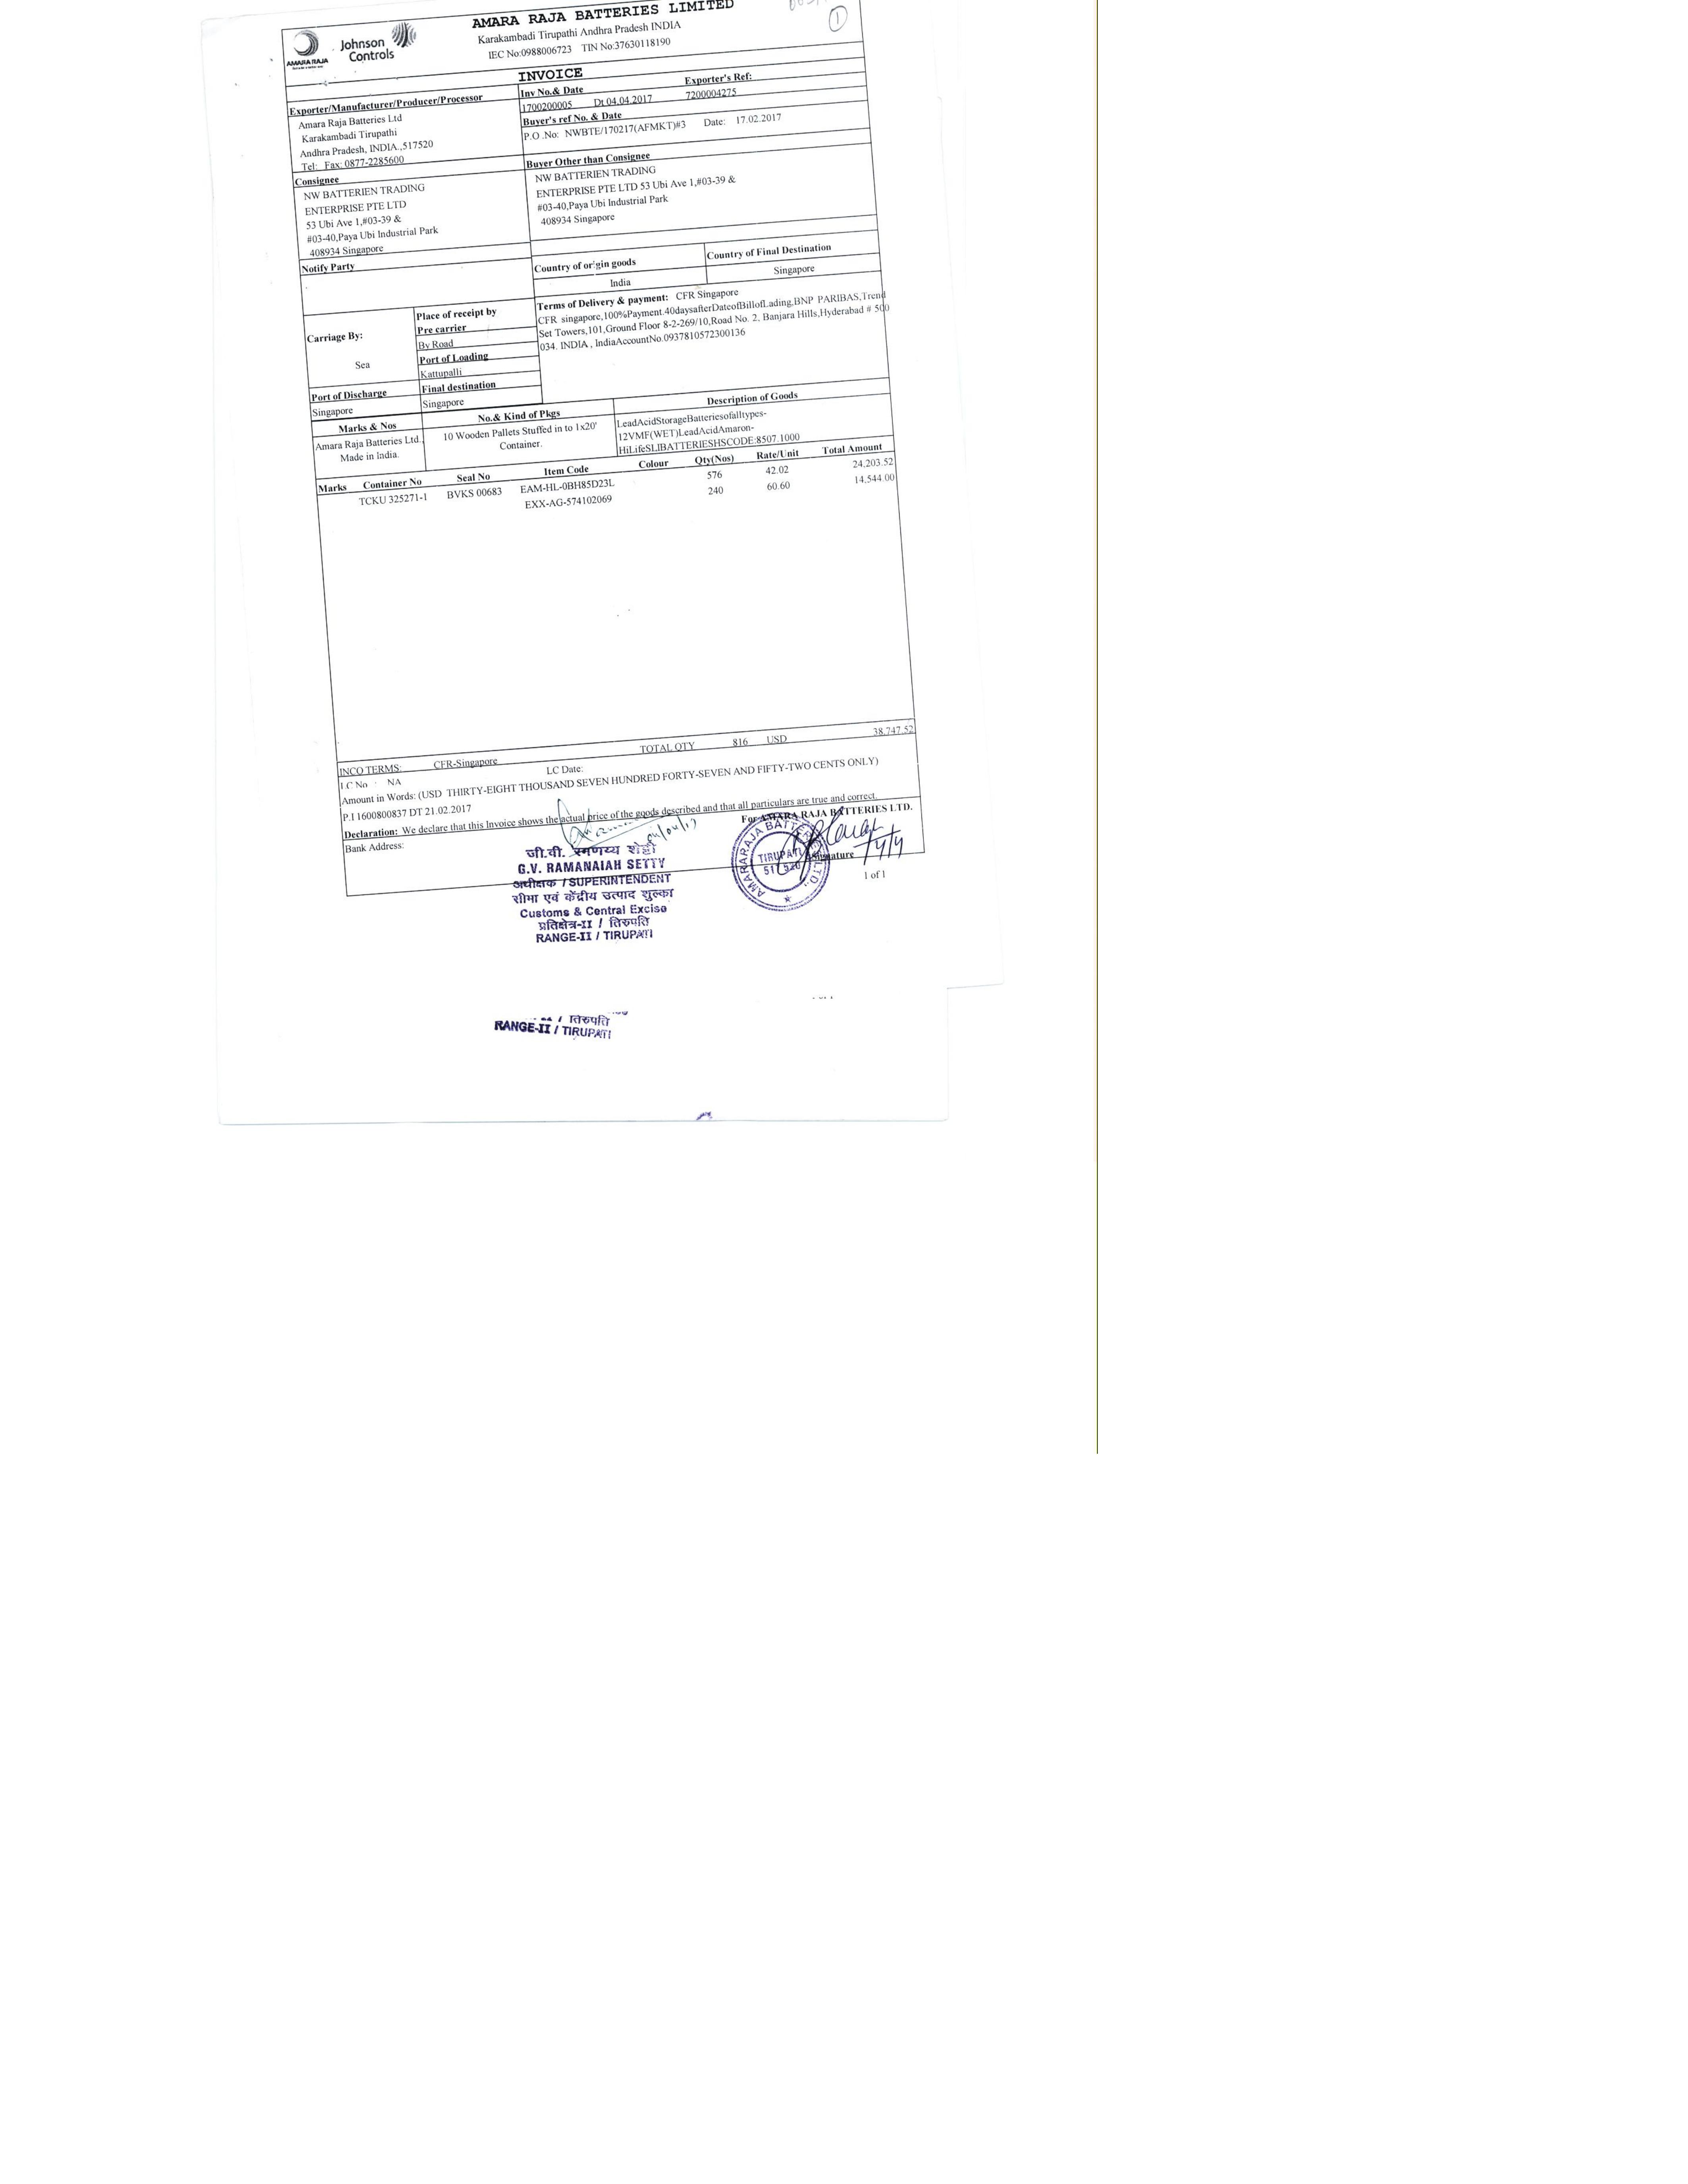 AMARA RAJA BATTERIES LIMITED
Karakambadi Tirupathi Andhra Pradesh INDIA
IEC No:0988006723 TIN No:37630118190
AMARA RAJA
Johnson
Controls
1
INVOICE
Exporter/Manufacturer/Producer/Processor
Amara Raja Batteries Ltd
Karakambadi Tirupathi
Andhra Pradesh, INDIA.,517520
Tel: Fax: 0877-2285600
Inv No.& Date
Exporter's Ref:
1700200005 Dt 04.04.2017 7200004275
Buyer's ref No. & Date
P.O .No: NWBTE/170217(AFMKT)#3 Date: 17.02.2017
Consignee
NW BATTERIEN TRADING
ENTERPRISE PTE LTD
53 Ubi Ave 1,#03-39 &
#03-40,Paya Ubi Industrial Park
408934 Singapore
Buyer Other than Consignee
NW BATTERIEN TRADING
ENTERPRISE PTE LTD 53 Ubi Ave 1,#03-39 &
#03-40,Paya Ubi Industrial Park
408934 Singapore
Notify Party
Country of origin goods
India
Country of Final Destination
Singapore
Carriage By:
Sea
Place of receipt by
Pre carrier
By Road
Port of Loading
Kattupalli
Terms of Delivery & payment: CFR Singapore
CFR singapore,100%Payment.40daysafterDateofBillofLading,BNP PARIBAS,Trend
Set Towers,101,Ground Floor 8-2-269/10,Road No. 2, Banjara Hills,Hyderabad # 500
034. INDIA , IndiaAccountNo.0937810572300136
Port of Discharge
Singapore
Final destination
Singapore
Marks & Nos
Amara Raja Batteries Ltd.
Made in India.
No.& Kind of Pkgs
10 Wooden Pallets Stuffed in to 1x20'
Container.
Description of Goods
LeadAcidStorageBatteriesofalltypes-
12VMF(WET)LeadAcidAmaron-
HiLifeSLIBATTERIESHSCODE:8507.1000
Marks Container No Seal No Item Code Colour Qty(Nos) Rate/Unit Total Amount
TCKU 325271-1 BVKS 00683 EAM-HL-0BH85D23L 576 42.02 24,203.52
EXX-AG-574102069 240 60.60 14,544.00
TOTAL QTY 816 USD 38,747.52
INCO TERMS: CFR-Singapore
LC No : NA LC Date:
Amount in Words: (USD THIRTY-EIGHT THOUSAND SEVEN HUNDRED FORTY-SEVEN AND FIFTY-TWO CENTS ONLY)
P.I 1600800837 DT 21.02.2017
Declaration: We declare that this Invoice shows the actual price of the goods described and that all particulars are true and correct.
Bank Address:
For AMARA RAJA BATTERIES LTD.
Signature
1 of 1
AMARARAJA BATTERIES LTD.,
TIRUPATI
517 520
04/04/17
जी.वी. रमणय्य शेट्टी
G.V. RAMANAIAH SETTY
अधीक्षक / SUPERINTENDENT
सीमा एवं केंद्रीय उत्पाद शुल्का
Customs & Central Excise
प्रतिक्षेत्र-II / तिरुपति
RANGE-II / TIRUPATI
/ तिरुपति
RANGE-II / TIRUPATI